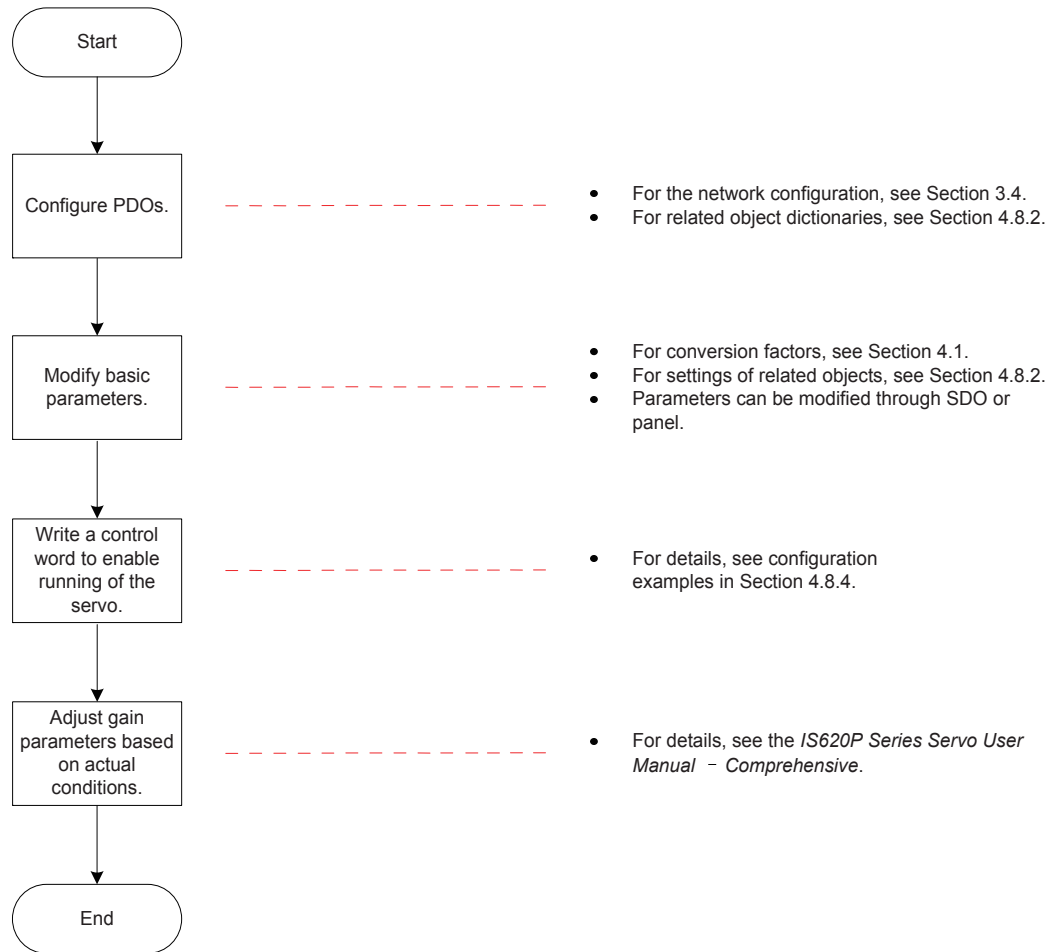 Start
Configure PDOs.
• For the network configuration, see Section 3.4.
• For related object dictionaries, see Section 4.8.2.
Modify basic
parameters.
• For conversion factors, see Section 4.1.
• For settings of related objects, see Section 4.8.2.
• Parameters can be modified through SDO or
panel.
Write a control
word to enable
running of the
servo.
• For details, see configuration
examples in Section 4.8.4.
Adjust gain
parameters based
on actual
conditions.
• For details, see the IS620P Series Servo User
Manual – Comprehensive.
End